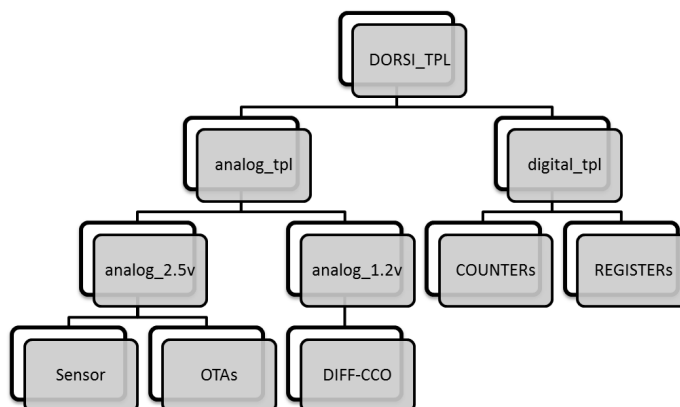 DORSI_TPL
analog_tpl
digital_tpl
analog_2.5v
analog_1.2v
COUNTERs
REGISTERs
Sensor
OTAs
DIFF-CCO